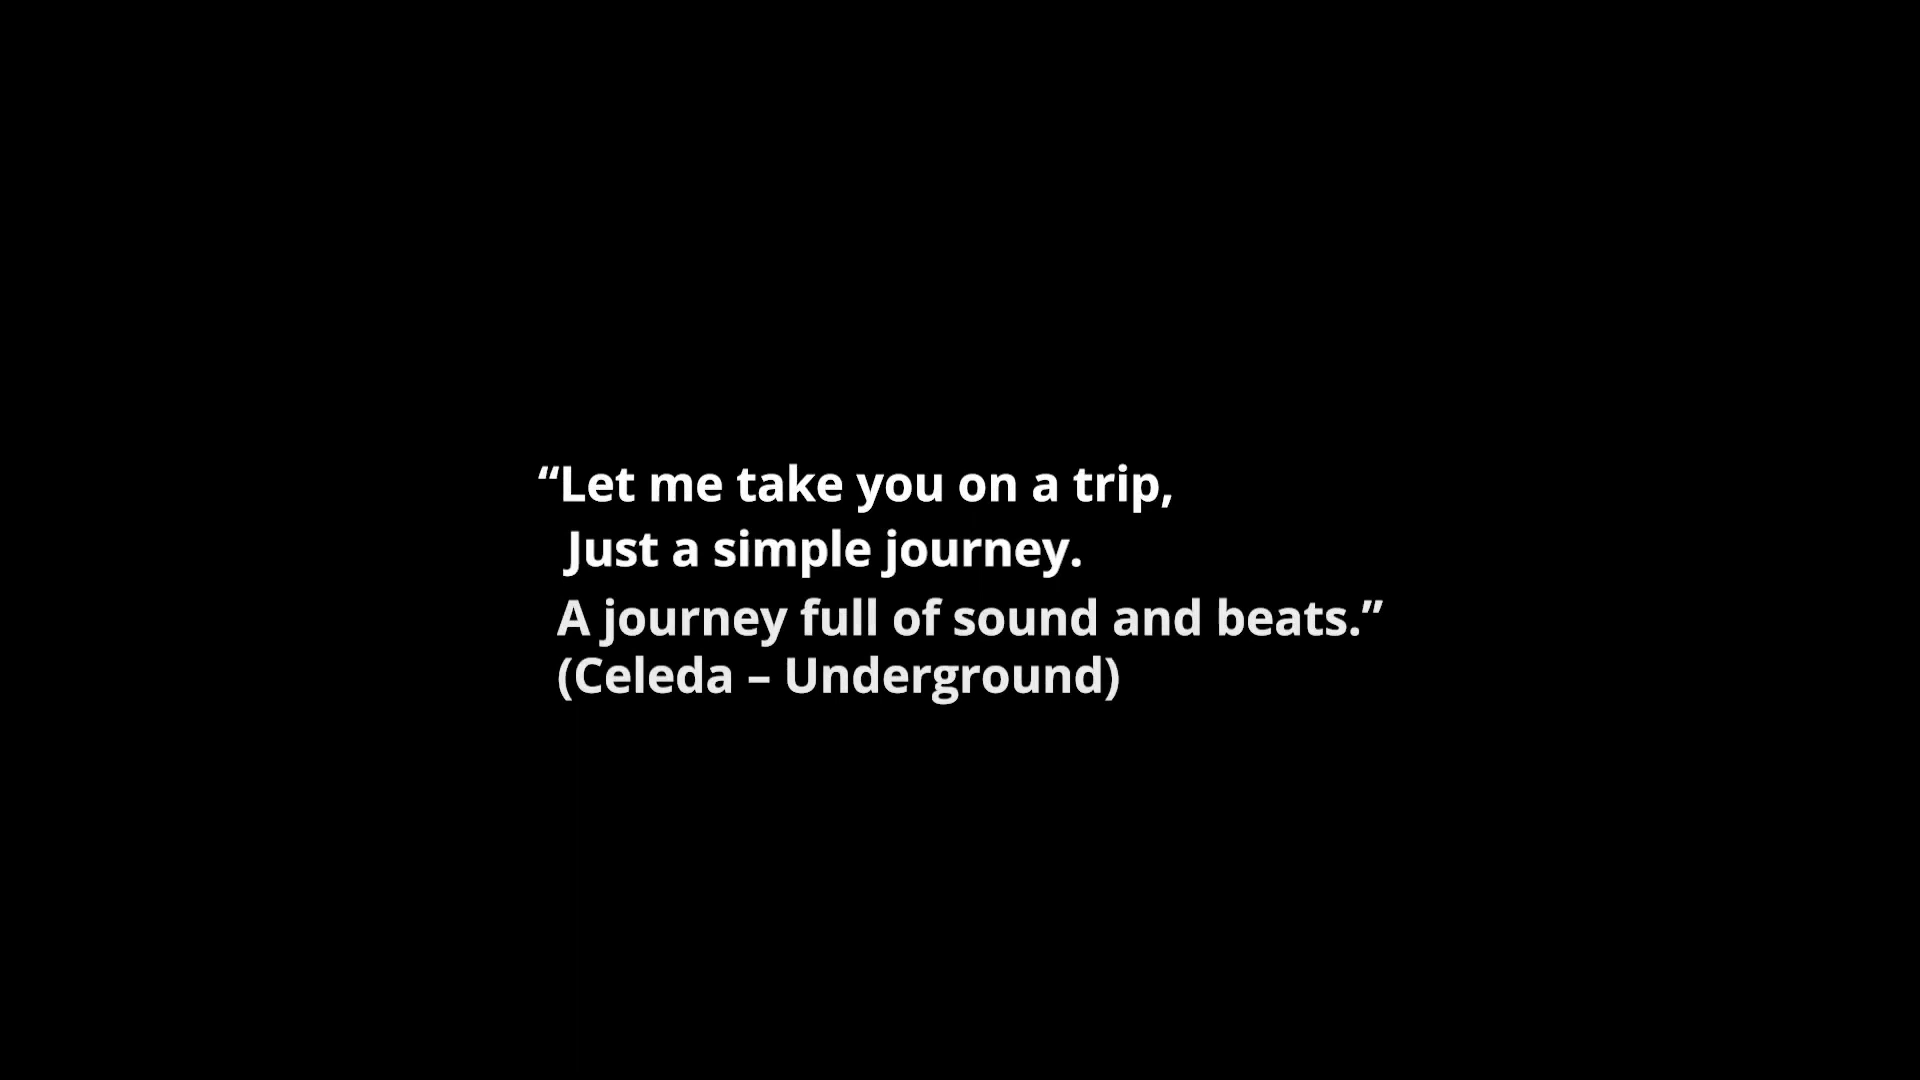 “Let me take you on a trip,
Just a simple journey.
A journey full of sound and beats.”
(Celeda – Underground)